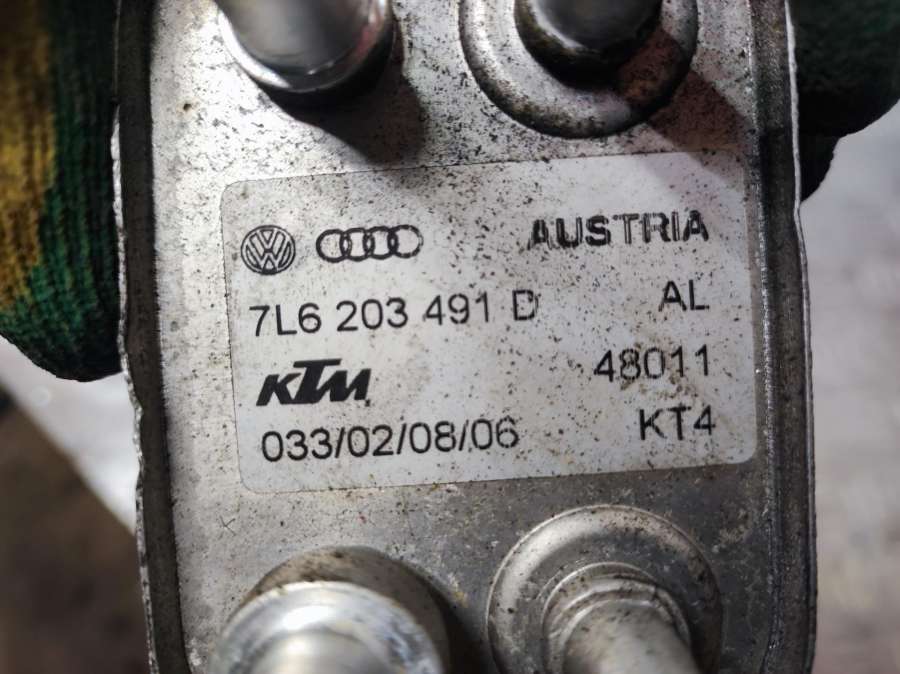 AUSTRIA
7L6 203 491 D AL
KTM 48011
033/02/08/06 KT4